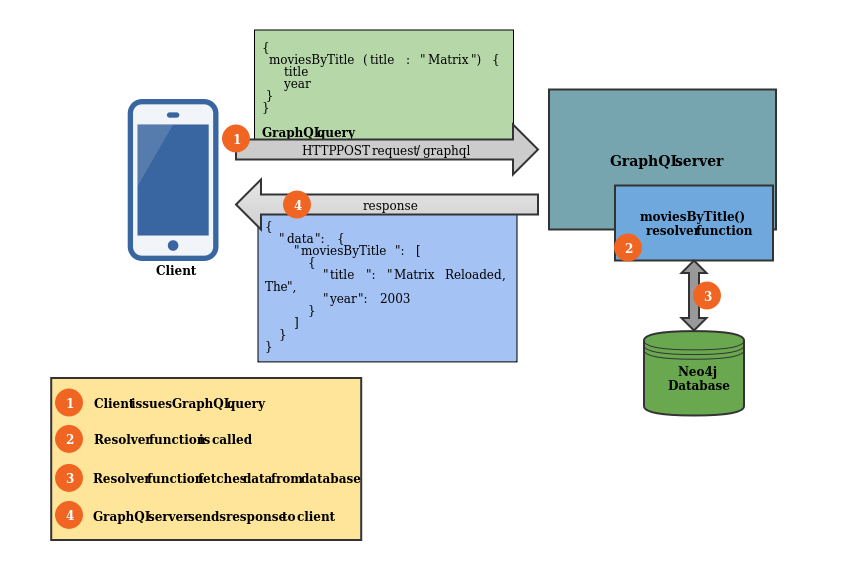 {
moviesByTitle (title : "Matrix") {
title
year
}
}
GraphQL query
1
HTTP POST request /graphql
GraphQL server
4
response
moviesByTitle()
resolver function
2
{
"data": {
"moviesByTitle ": [
{
"title ": "Matrix Reloaded,
The",
"year": 2003
}
]
}
}
Client
3
Neo4j
Database
1 Client issues GraphQL query
2 Resolver function is called
3 Resolver function fetches data from database
4 GraphQL server sends response to client